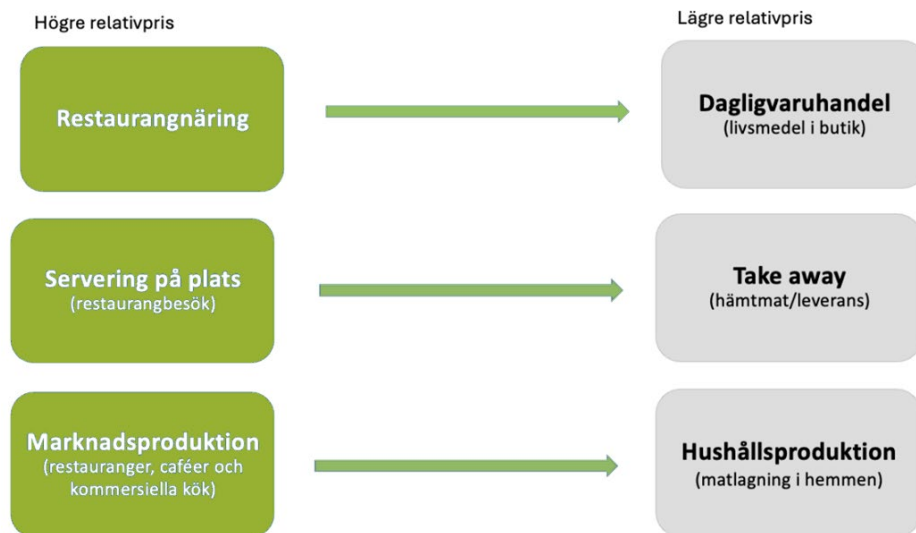 Högre relativpris
Lägre relativpris
Restaurangnäring
Dagligvaruhandel
(livsmedel i butik)
Servering på plats
(restaurangbesök)
Take away
(hämtmat/leverans)
Marknadsproduktion
(restauranger, caféer och
kommersiella kök)
Hushållsproduktion
(matlagning i hemmen)